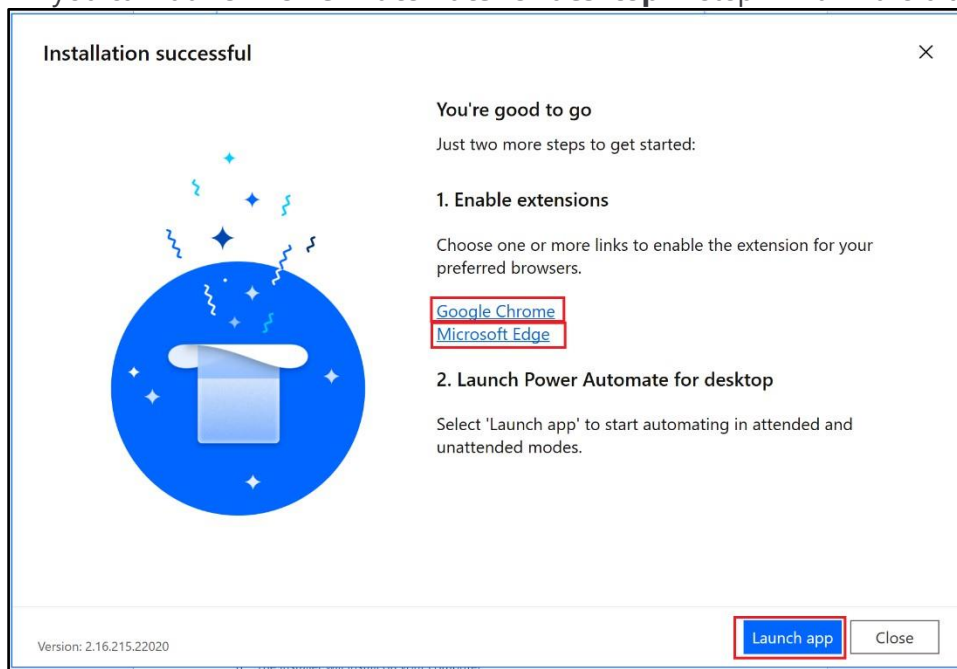 Installation successful
You're good to go
Just two more steps to get started:
1. Enable extensions
Choose one or more links to enable the extension for your
preferred browsers.
Google Chrome
Microsoft Edge
2. Launch Power Automate for desktop
Select 'Launch app' to start automating in attended and
unattended modes.
Version: 2.16.215.22020
Launch app
Close